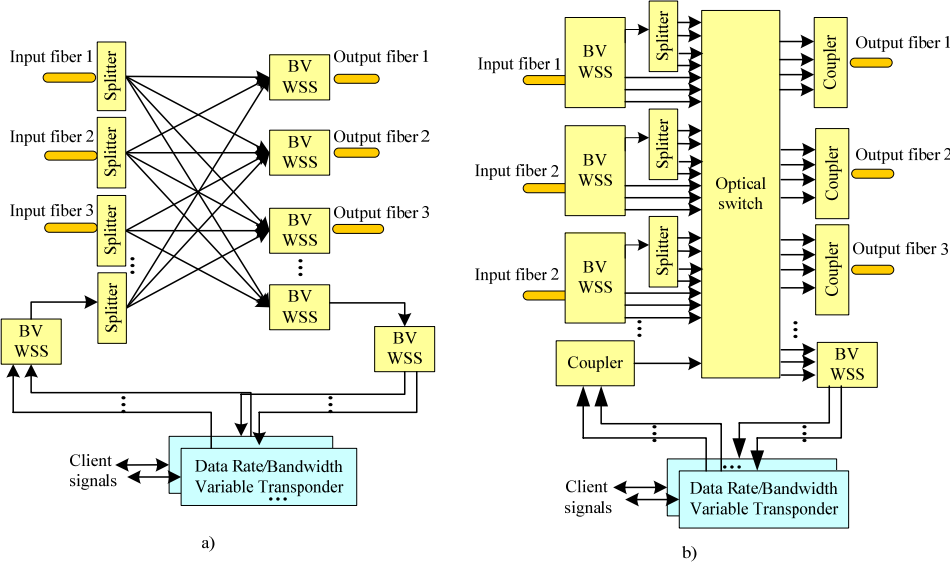 Input fiber 1
Splitter
BV
WSS
Output fiber 1
Input fiber 2
Splitter
BV
WSS
Output fiber 2
Input fiber 3
Splitter
BV
WSS
Output fiber 3
Splitter
BV
WSS
BV
WSS
BV
WSS
Client
signals
Data Rate/Bandwidth
Variable Transponder
a)
Input fiber 1
BV
WSS
Splitter
Optical
switch
Coupler
Output fiber 1
Input fiber 2
BV
WSS
Splitter
Coupler
Output fiber 2
Input fiber 2
BV
WSS
Splitter
Coupler
Output fiber 3
Coupler
BV
WSS
Client
signals
Data Rate/Bandwidth
Variable Transponder
b)